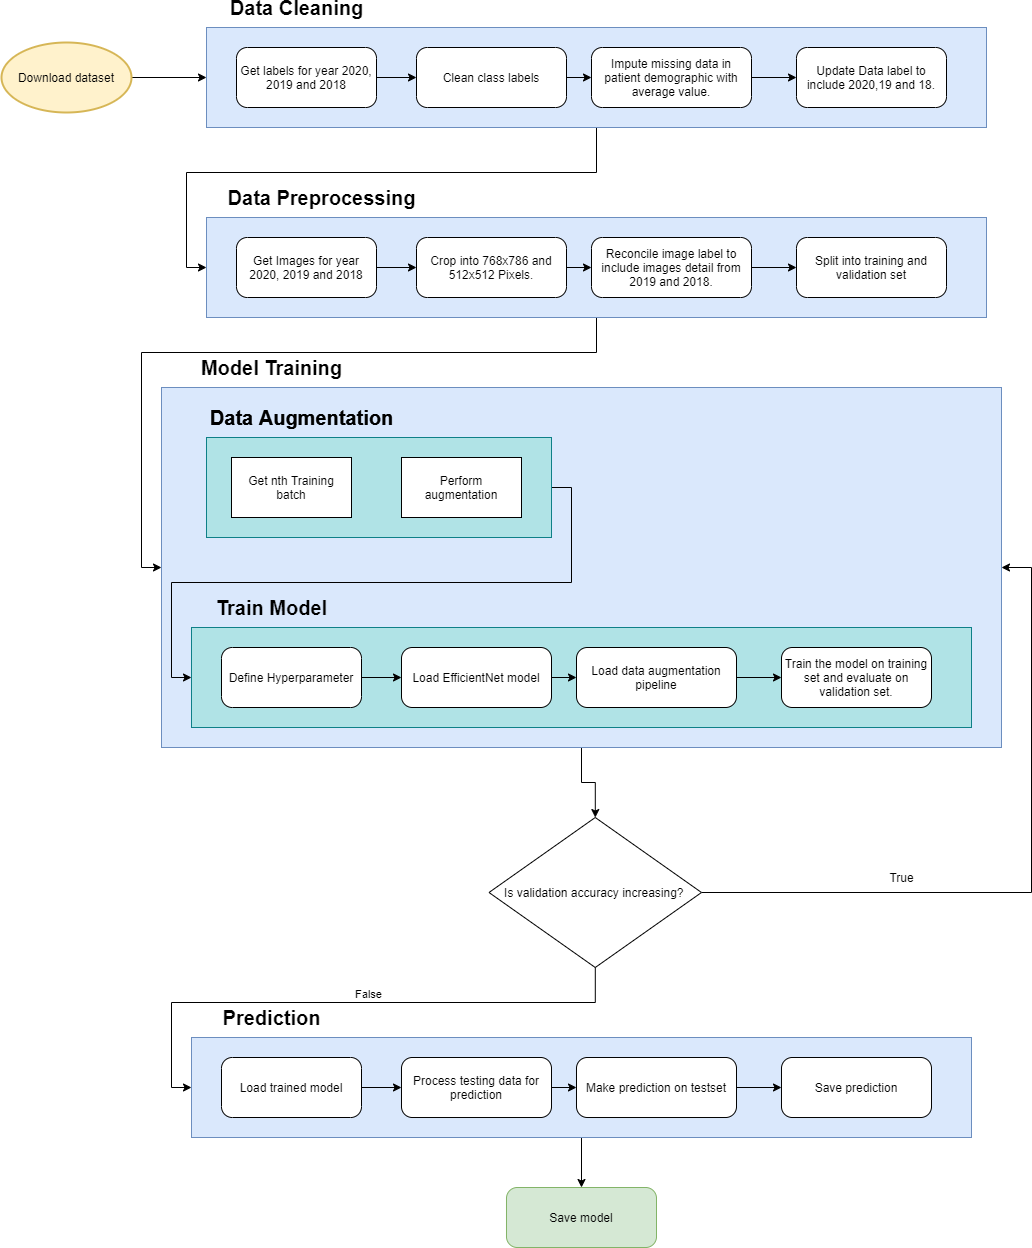 Data Cleaning
Download dataset
Get labels for year 2020,
2019 and 2018
Clean class labels
Impute missing data in
patient demographic with
average value.
Update Data label to
include 2020,19 and 18.
Data Preprocessing
Get Images for year
2020, 2019 and 2018
Crop into 768x786 and
512x512 Pixels.
Reconcile image label to
include images detail from
2019 and 2018.
Split into training and
validation set
Model Training
Data Augmentation
Get nth Training
batch
Perform
augmentation
Train Model
Define Hyperparameter
Load EfficientNet model
Load data augmentation
pipeline
Train the model on training
set and evaluate on
validation set.
Is validation accuracy increasing?
True
False
Prediction
Load trained model
Process testing data for
prediction
Make prediction on testset
Save prediction
Save model